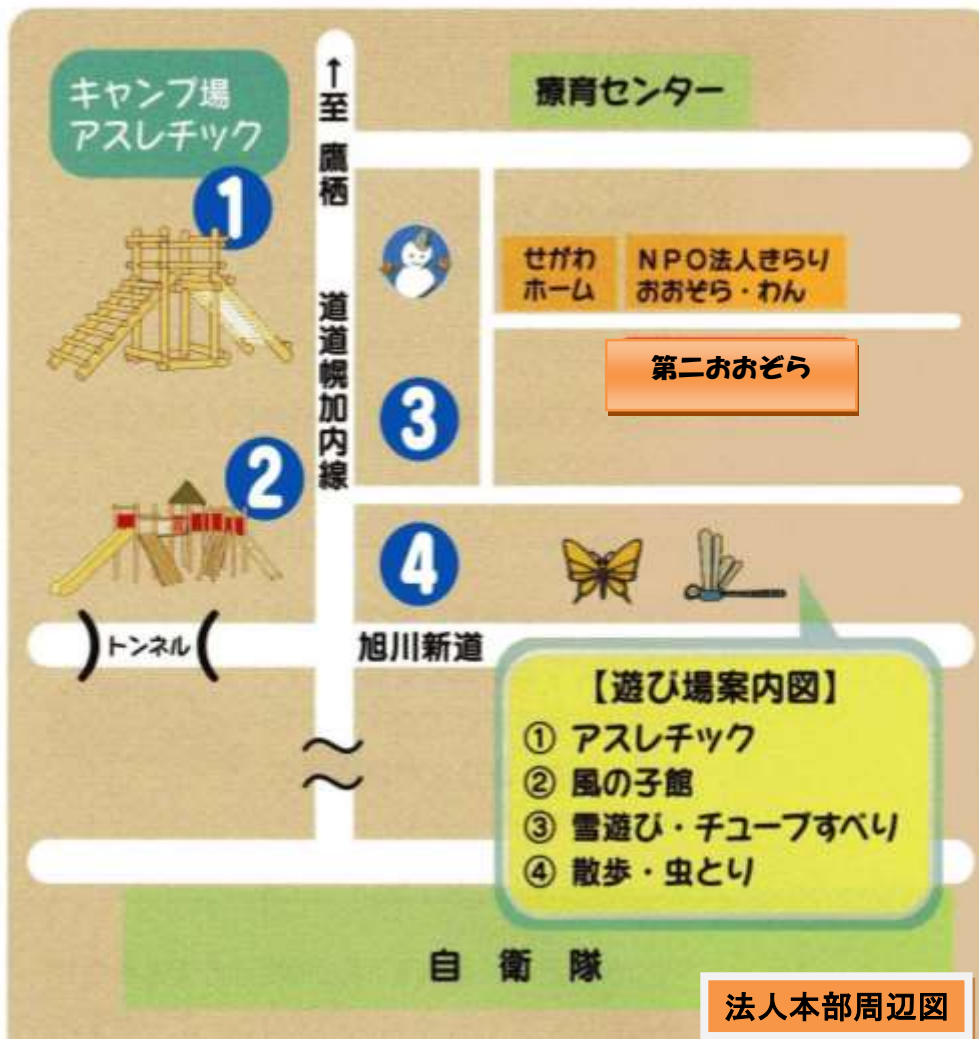 キャンプ場
アスレチック
↑至 鷹栖
道道幌加内線
療育センター
1
せがわ
ホーム
NPO法人きらり
おおぞら・わん
第二おおぞら
3
2
4
トンネル
旭川新道
【遊び場案内図】
① アスレチック
② 風の子館
③ 雪遊び・チューブすべり
④ 散歩・虫とり
自衛隊
法人本部周辺図